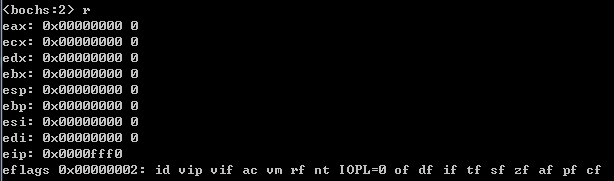 <bochs:2> r
eax: 0x00000000 0
ecx: 0x00000000 0
edx: 0x00000000 0
ebx: 0x00000000 0
esp: 0x00000000 0
ebp: 0x00000000 0
esi: 0x00000000 0
edi: 0x00000000 0
eip: 0x0000fff0
eflags 0x00000002: id vip vif ac vm rf nt IOPL=0 of df if tf sf zf af pf cf